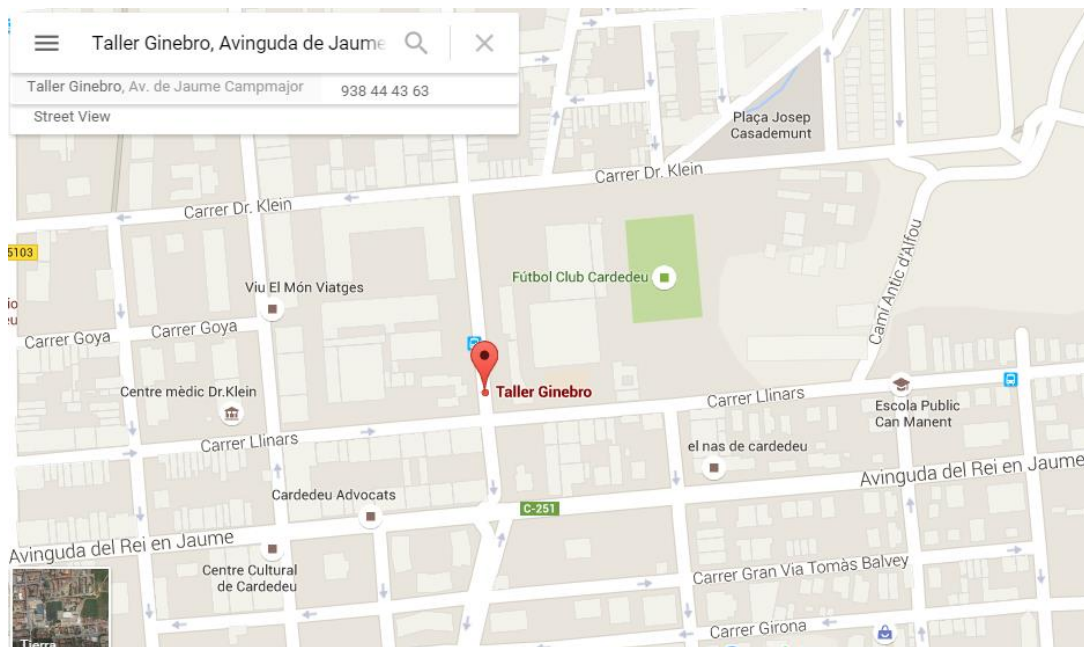 Taller Ginebro, Avinguda de Jaume
Taller Ginebro, Av. de Jaume Campmajor 938 44 43 63
Street View
Plaça Josep
Casademunt
Carrer Dr. Klein
Carrer Dr. Klein
5103
Camí Antic d'Alfou
Fútbol Club Cardedeu
Viu El Món Viatges
Carrer Goya
Carrer Goya
Centre mèdic Dr.Klein
Taller Ginebro
Carrer Llinars
Escola Public
Can Manent
Carrer Llinars
el nas de cardedeu
Avinguda del Rei en Jaume
Cardedeu Advocats
C-251
Avinguda del Rei en Jaume
Centre Cultural
de Cardedeu
Carrer Gran Via Tomàs Balvey
Carrer Girona
Tierra